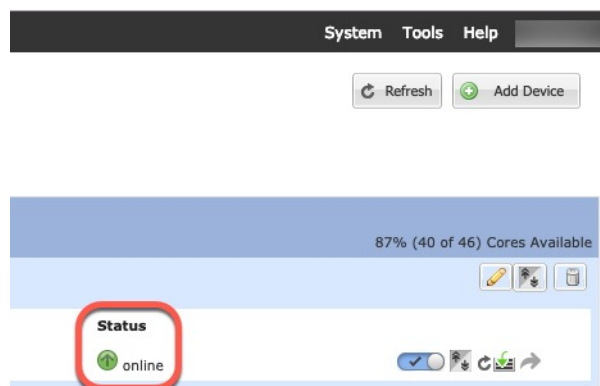 System Tools Help
Refresh Add Device
87% (40 of 46) Cores Available
Status
online